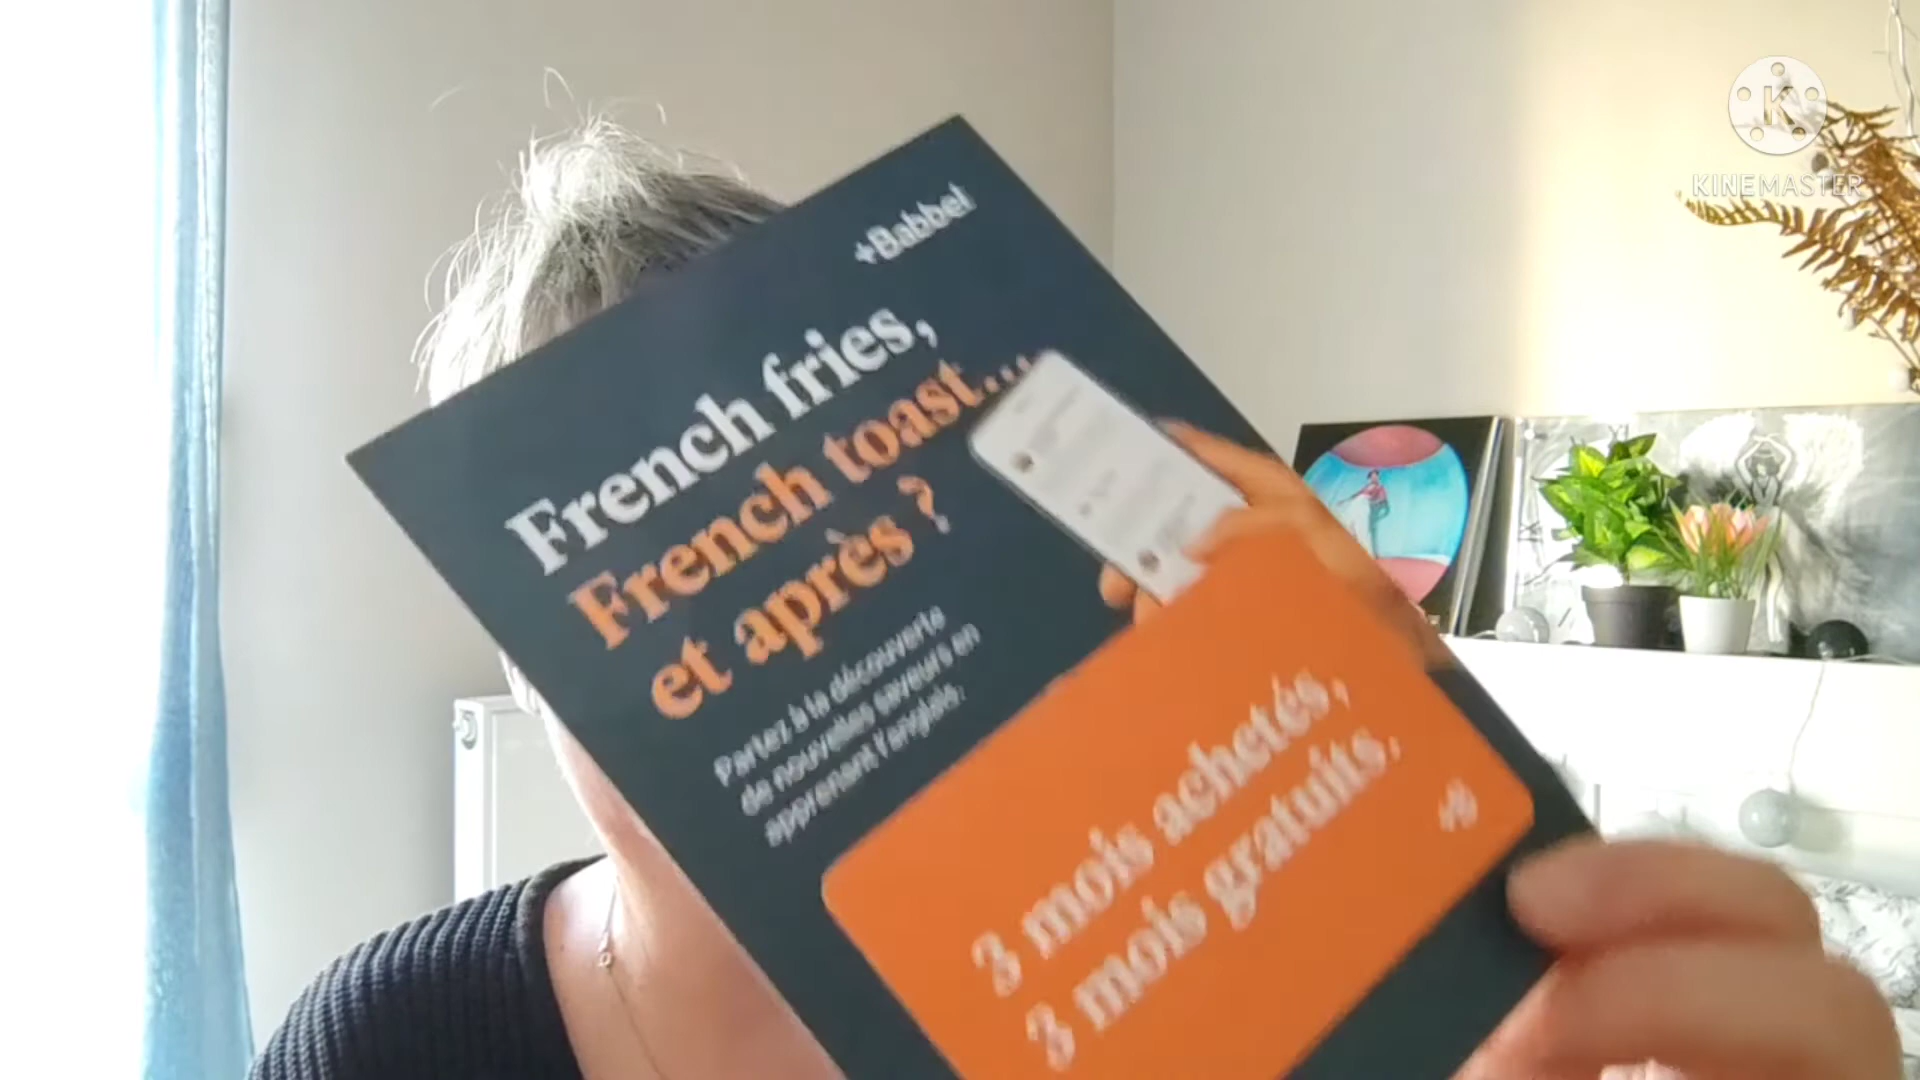 +Babbel
French fries,
French toast...
et après ?
Partez à la découverte
de nouvelles saveurs en
apprenant l'anglais.
3 mois achetés,
3 mois gratuits.
+B
K
KINEMASTER